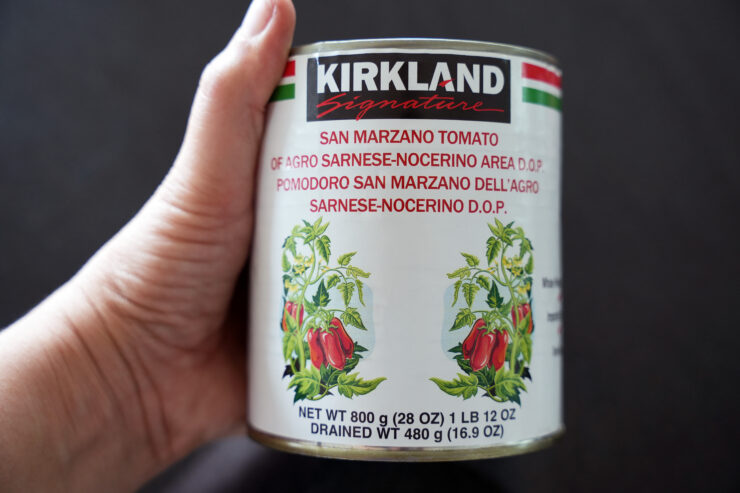 KIRKLAND
Signature
SAN MARZANO TOMATO
OF AGRO SARNESE-NOCERINO AREA D.O.P.
POMODORO SAN MARZANO DELL'AGRO
SARNESE-NOCERINO D.O.P.
NET WT 800 g (28 OZ) 1 LB 12 OZ
DRAINED WT 480 g (16.9 OZ)